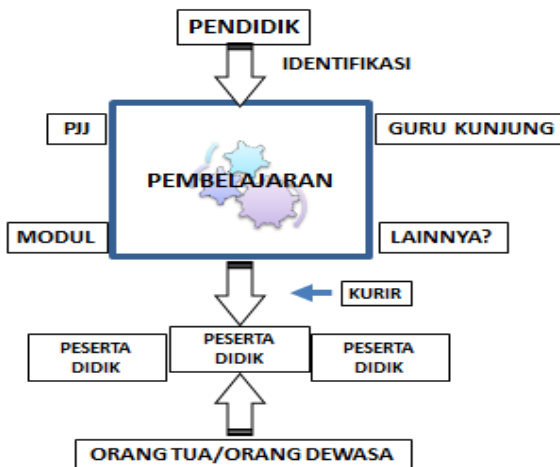 PENDIDIK
IDENTIFIKASI
PJJ
GURU KUNJUNG
PEMBELAJARAN
MODUL
LAINNYA?
KURIR
PESERTA
DIDIK
PESERTA
DIDIK
PESERTA
DIDIK
ORANG TUA/ORANG DEWASA